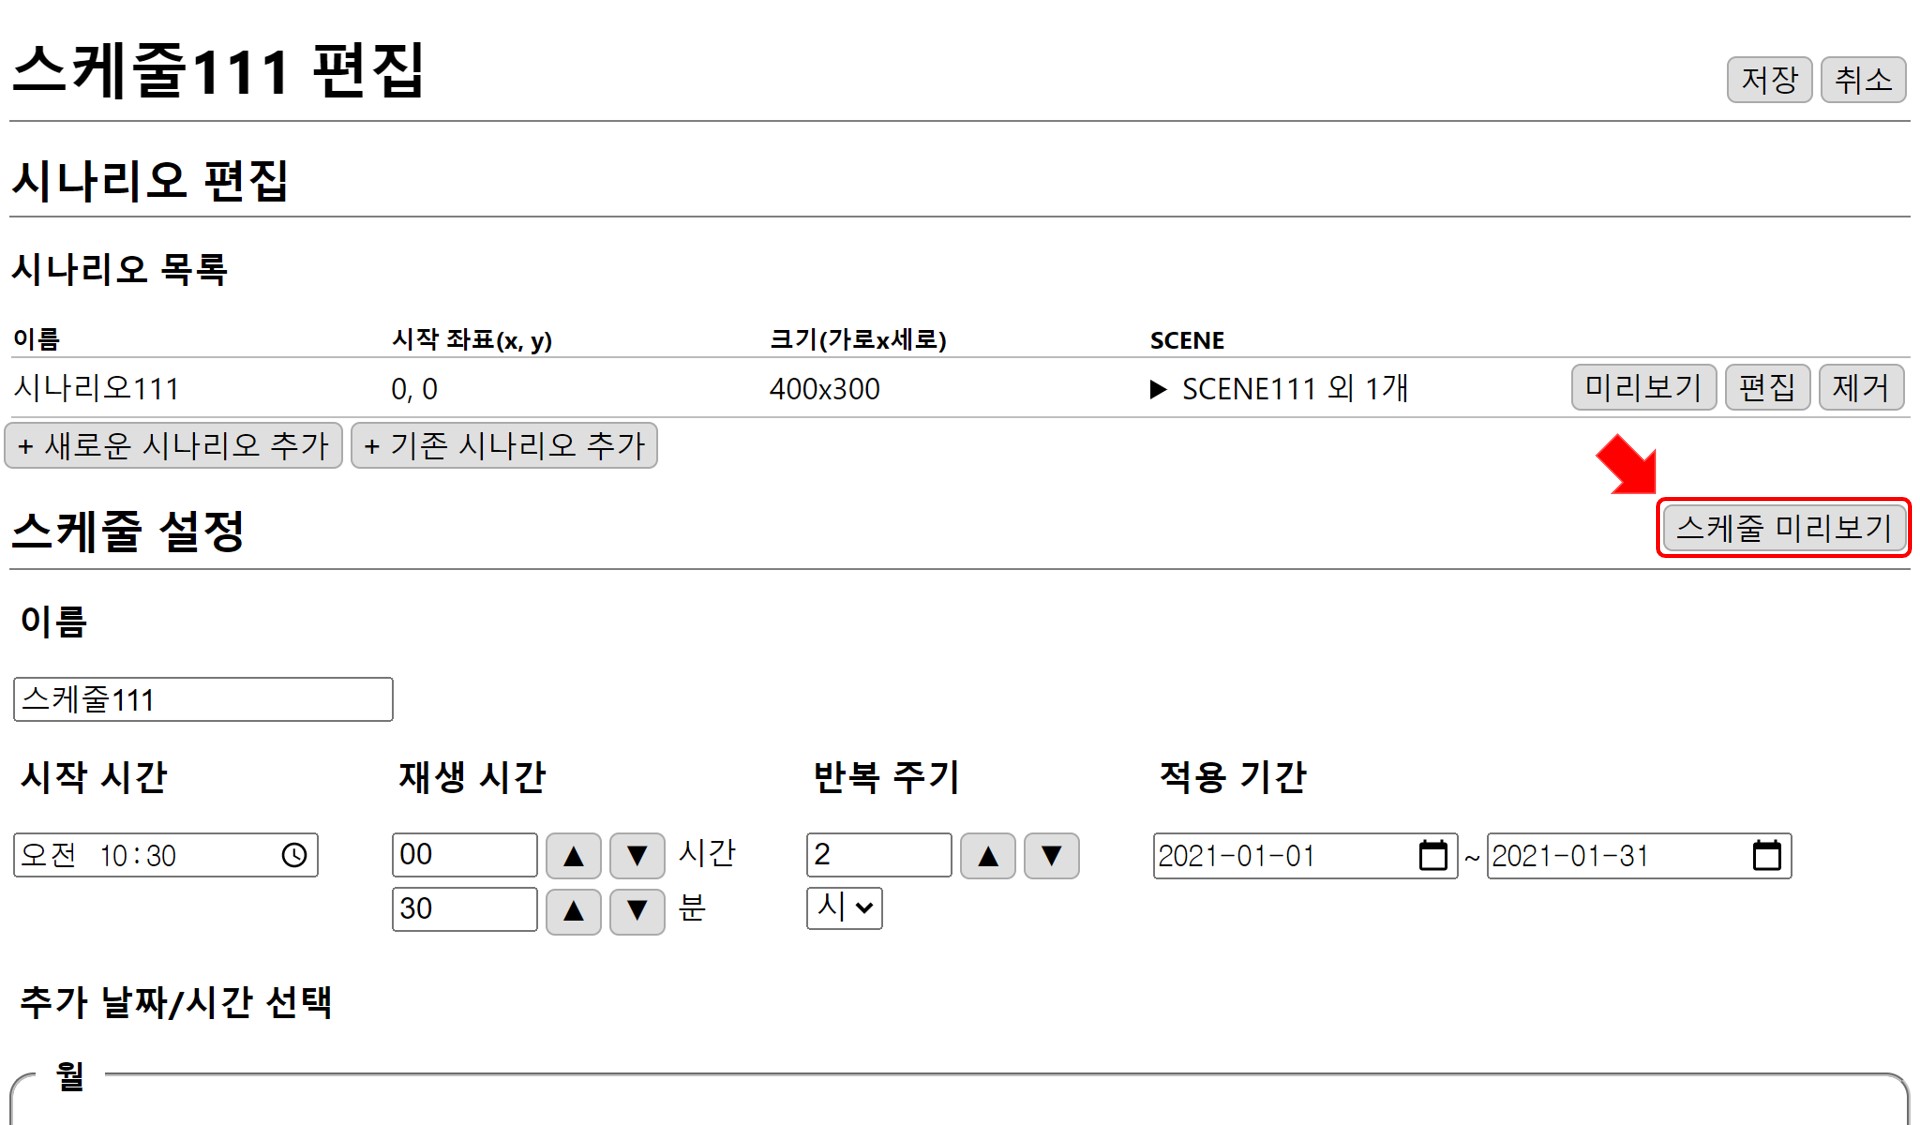 스케줄111 편집
저장 취소
시나리오 편집
시나리오 목록
이름 시작 좌표(x, y) 크기(가로x세로) SCENE
시나리오111 0, 0 400x300 ▶ SCENE111 외 1개 미리보기 편집 제거
+ 새로운 시나리오 추가 + 기존 시나리오 추가
스케줄 설정 스케줄 미리보기
이름
스케줄111
시작 시간 재생 시간 반복 주기 적용 기간
오전 10:30 00 ▲ ▼ 시간 2 ▲ ▼ 2021-01-01 ~ 2021-01-31
30 ▲ ▼ 분 시
추가 날짜/시간 선택
월